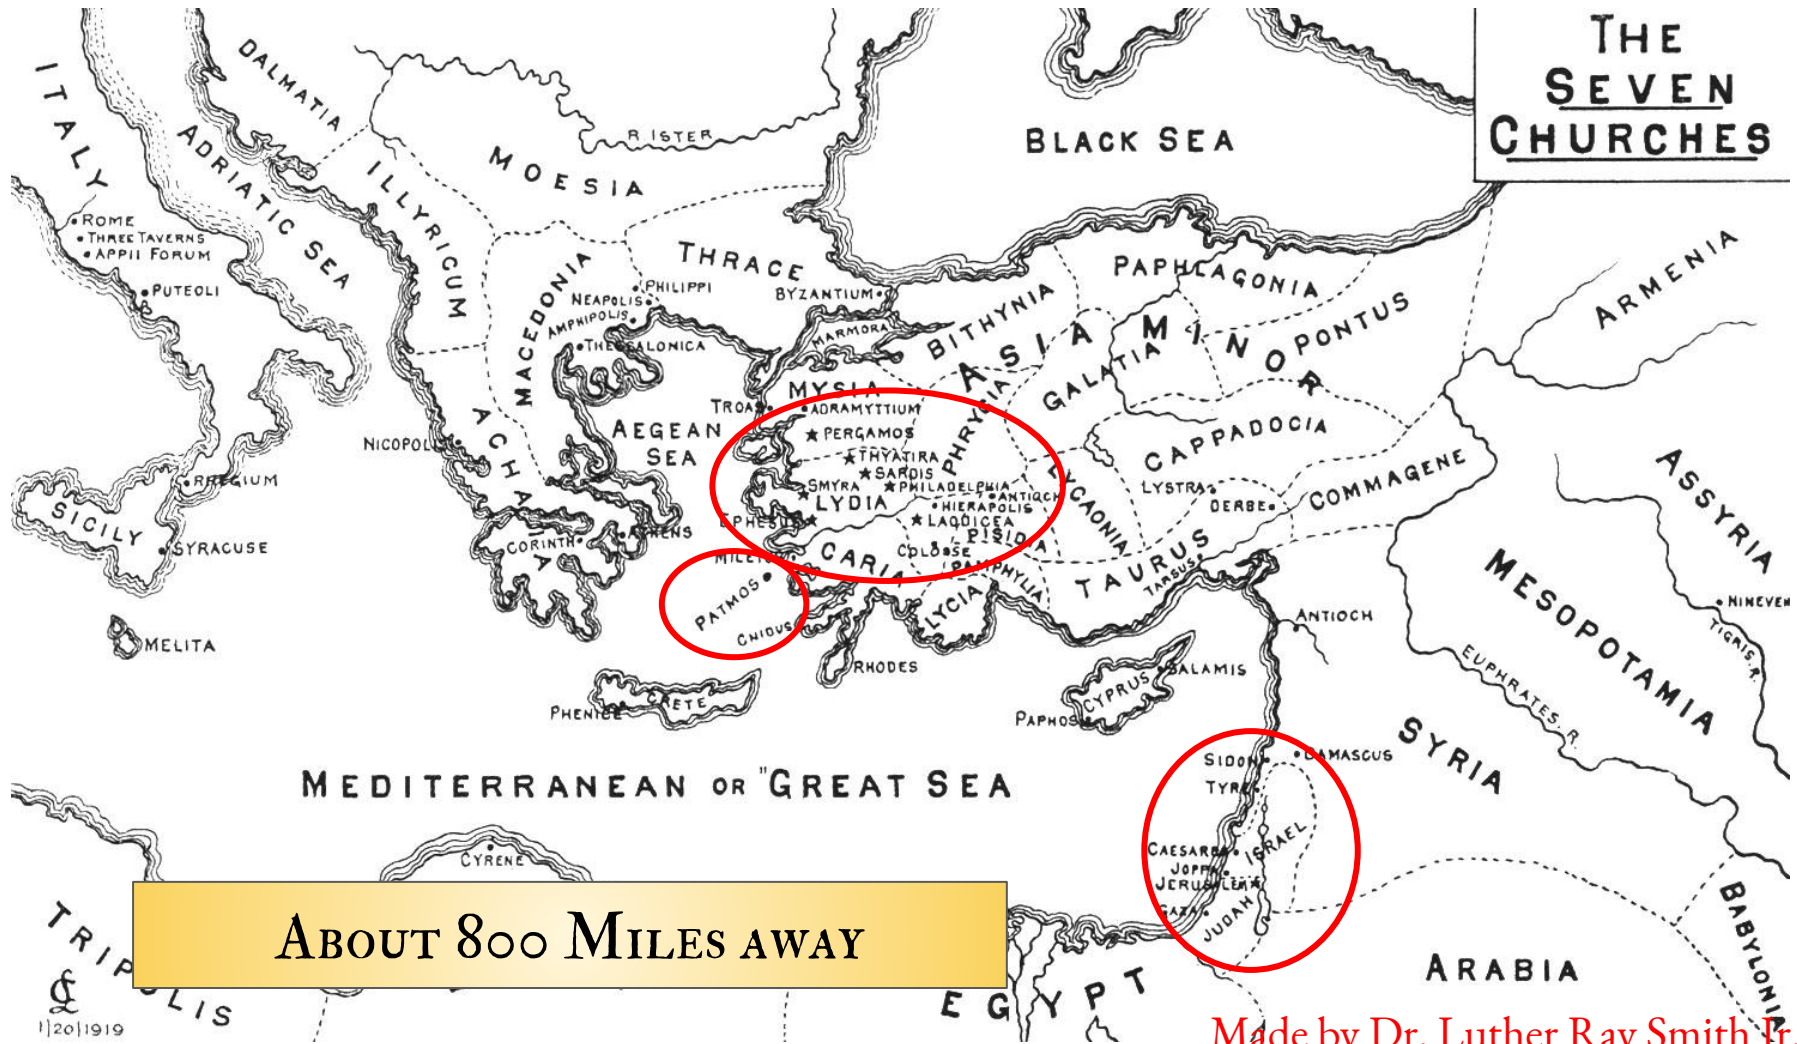 THE
SEVEN
CHURCHES
ITALY
DALMATIA
ADRIATIC SEA
ILLYRICUM
R. ISTER
MOESIA
BLACK SEA
ROME
THREE TAVERNS
APPII FORUM
PUTEOLI
MACEDONIA
THRACE
PHILIPPI
NEAPOLIS
AMPHIPOLIS
THESSALONICA
BYZANTIUM
MARMORA
BITHYNIA
PAPHLAGONIA
ASIA MINOR
PONTUS
GALATIA
ARMENIA
ACHAIA
NICOPOLIS
AEGEAN
SEA
MYSIA
TROAS
ADRAMYTTIUM
PERGAMOS
THYATIRA
SARDIS
SMYRA
PHILADELPHIA
LYDIA
ANTIOCH
HIERAPOLIS
EPHESUS
LAODICEA
PHRYGIA
PISIDIA
COLOSSE
CARIA
PAMPHYLIA
LYCIA
LYCAONIA
CAPPADOCIA
LYSTRA
DERBE
COMMAGENE
TAURUS
TARSUS
ASSYRIA
MESOPOTAMIA
NINEVEH
TIGRIS. R.
EUPHRATES. R.
RHEGIUM
SICILY
SYRACUSE
MELITA
CORINTH
ATHENS
PATMOS
CNIDUS
RHODES
CRETE
PHENICE
ANTIOCH
SALAMIS
CYPRUS
PAPHOS
SYRIA
MEDITERRANEAN OR "GREAT SEA
SIDON
DAMASCUS
TYRE
ISRAEL
CAESAREA
JOPPA
JERUSALEM
GAZA
JUDAH
CYRENE
ABOUT 800 MILES AWAY
TRIPOLIS
EGYPT
ARABIA
BABYLONIA
1/20/1919
Made by Dr. Luther Ray Smith Jr.